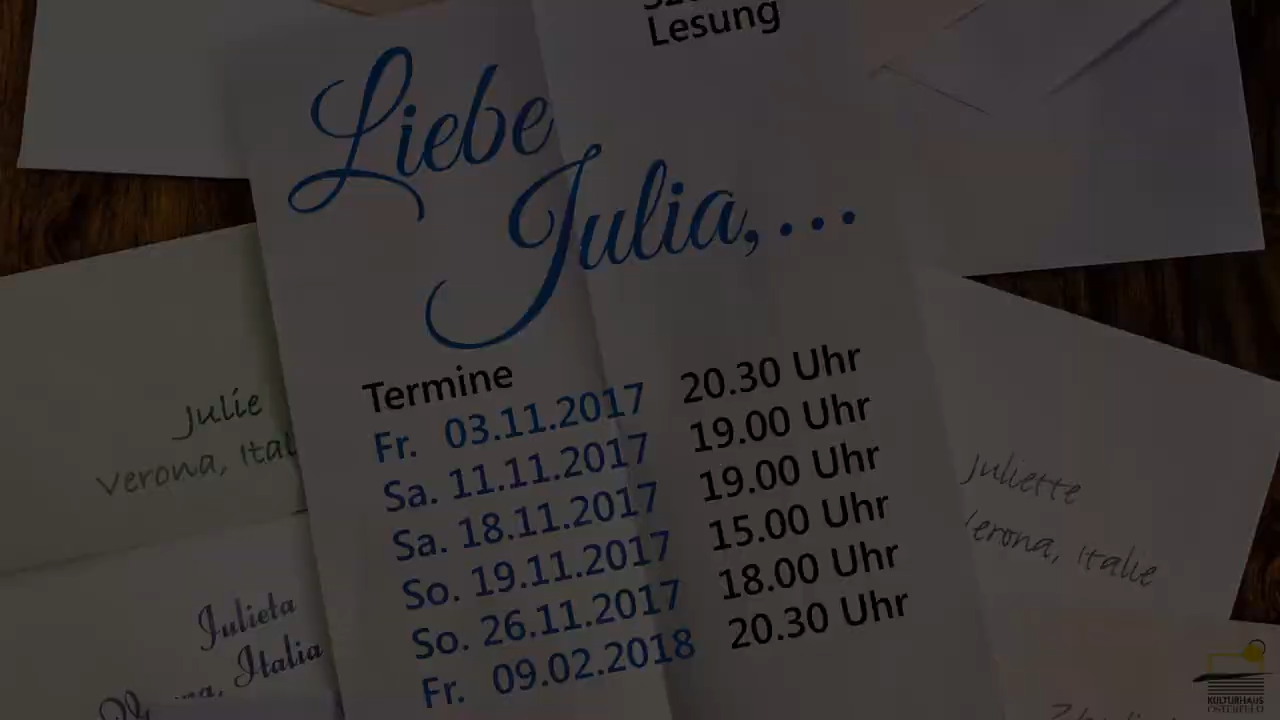 Lesung
Liebe
Julia, ...
Termine
Fr. 03.11.2017 20.30 Uhr
Sa. 11.11.2017 19.00 Uhr
Sa. 18.11.2017 19.00 Uhr
So. 19.11.2017 15.00 Uhr
So. 26.11.2017 18.00 Uhr
Fr. 09.02.2018 20.30 Uhr
Julie
Verona, Ital
Julieta
Italia
Juliette
Verona, Italie
KULTURHAUS
OSTERFELD